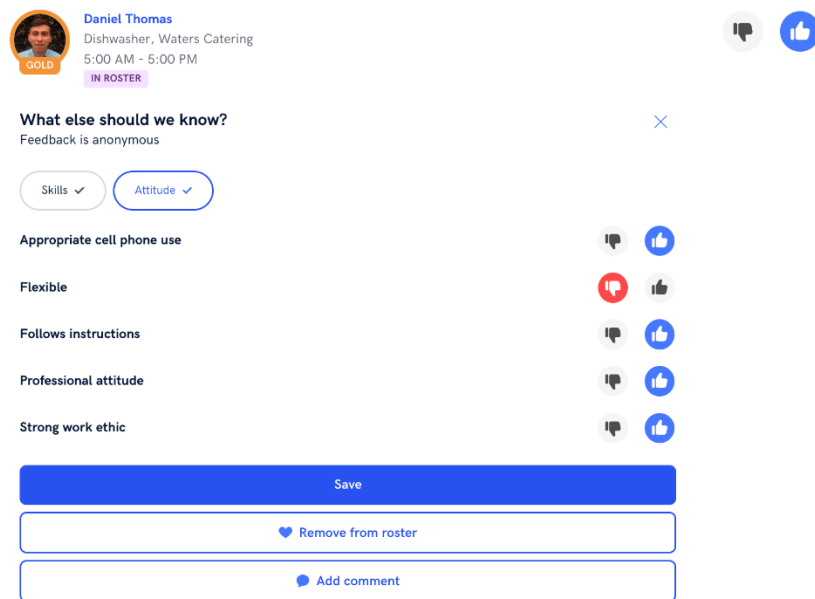 Daniel Thomas
Dishwasher, Waters Catering
5:00 AM - 5:00 PM
GOLD
IN ROSTER
What else should we know?
Feedback is anonymous
Skills
Attitude
Appropriate cell phone use
Flexible
Follows instructions
Professional attitude
Strong work ethic
Save
Remove from roster
Add comment